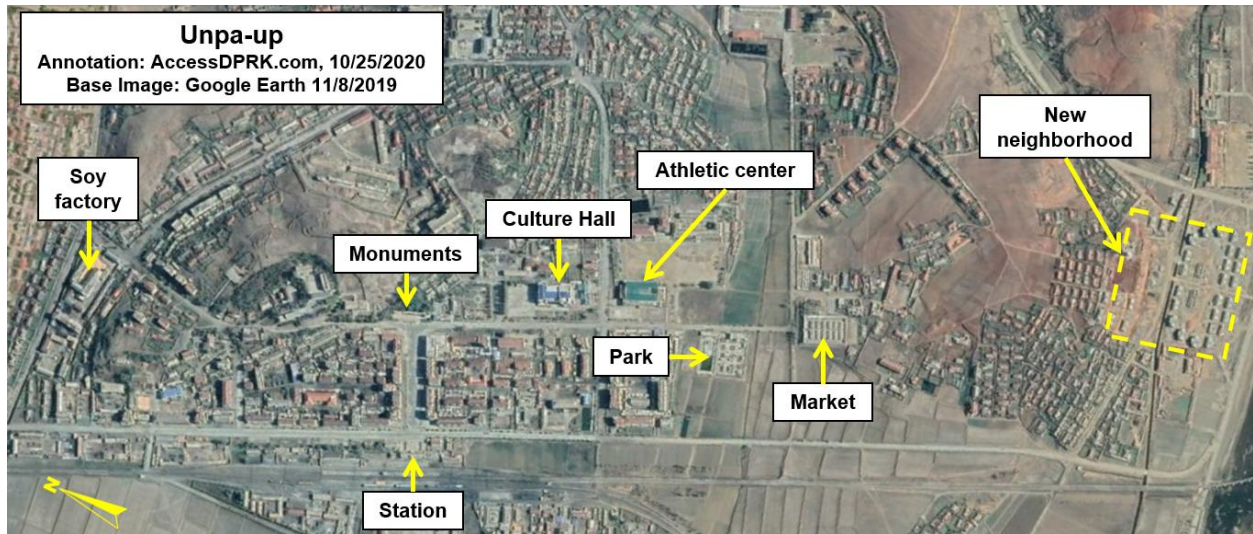 Unpa-up
Annotation: AccessDPRK.com, 10/25/2020
Base Image: Google Earth 11/8/2019
New
neighborhood
Soy
factory
Athletic center
Culture Hall
Monuments
Park
Market
Station
N